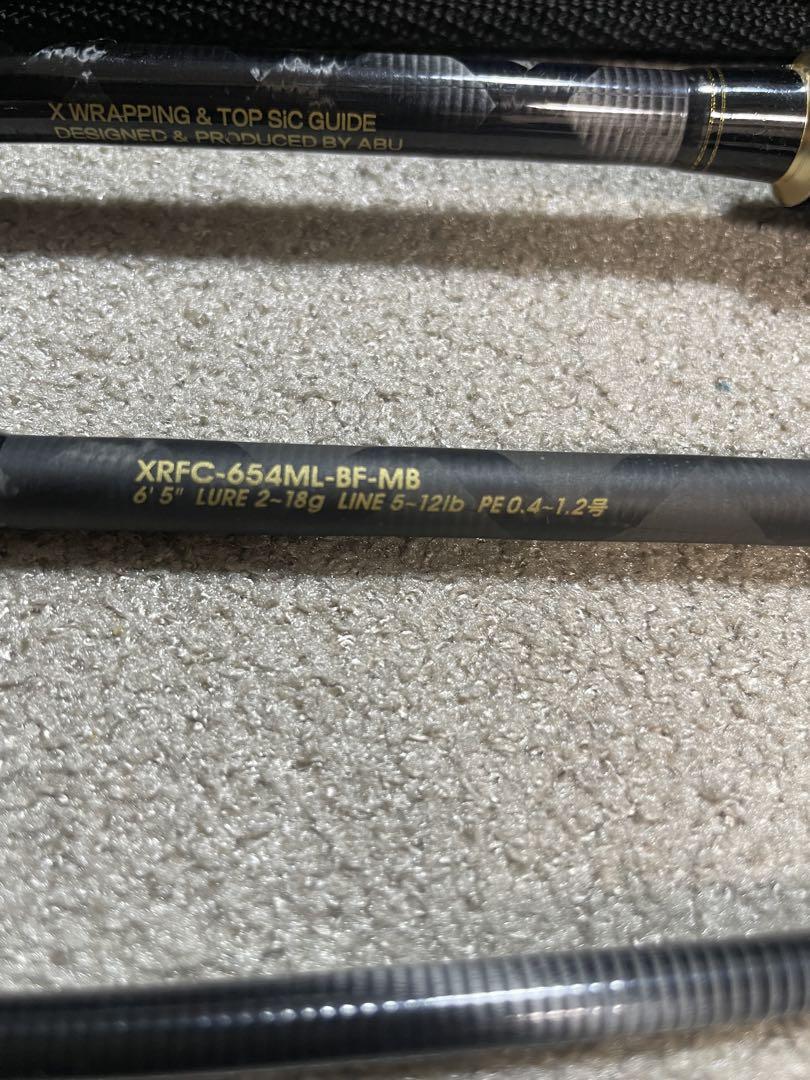 X WRAPPING & TOP SiC GUIDE
DESIGNED & PRODUCED BY ABU
XRFC-654ML-BF-MB
6' 5" LURE 2~18g LINE 5~12lb PE 0.4~1.2号